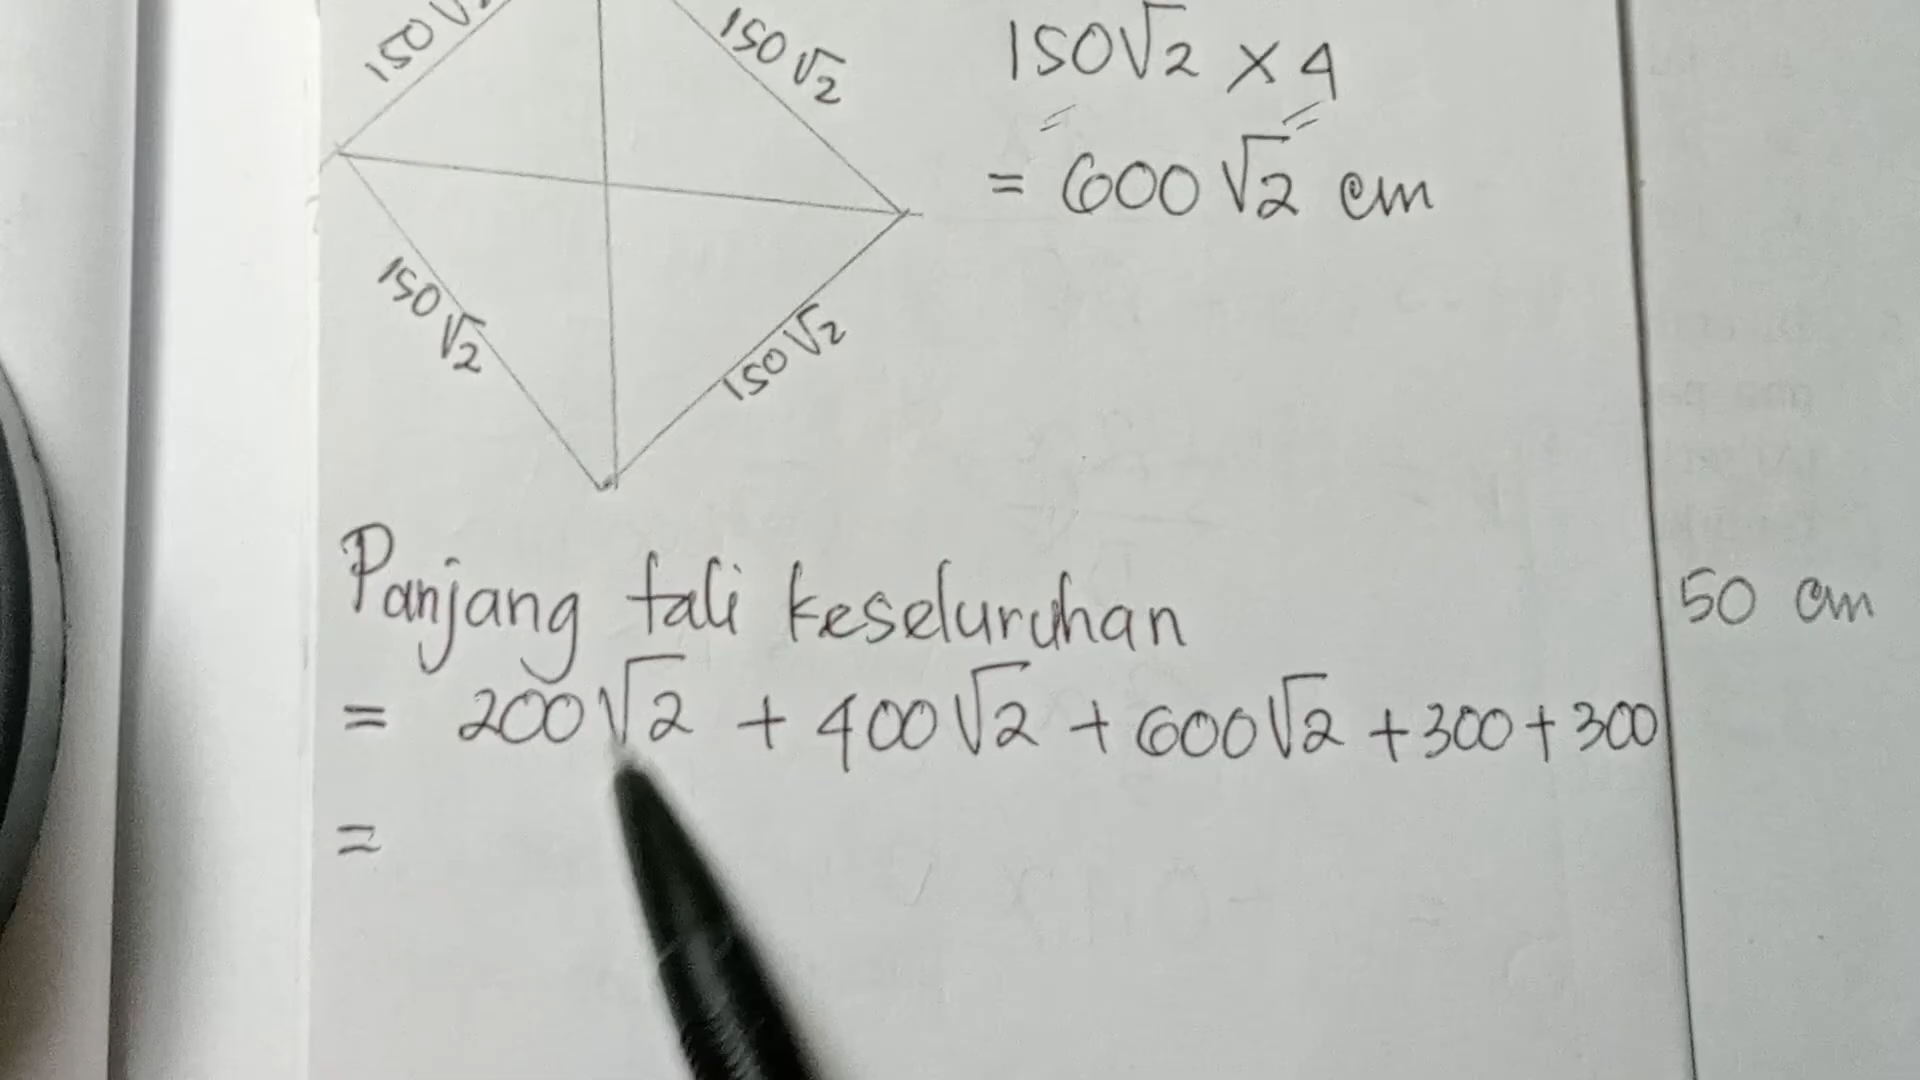 150√2
150√2
150√2 × 4
= 600√2 cm
150√2
150√2
Panjang tali keseluruhan
50 cm
= 200√2 + 400√2 + 600√2 + 300 + 300
=